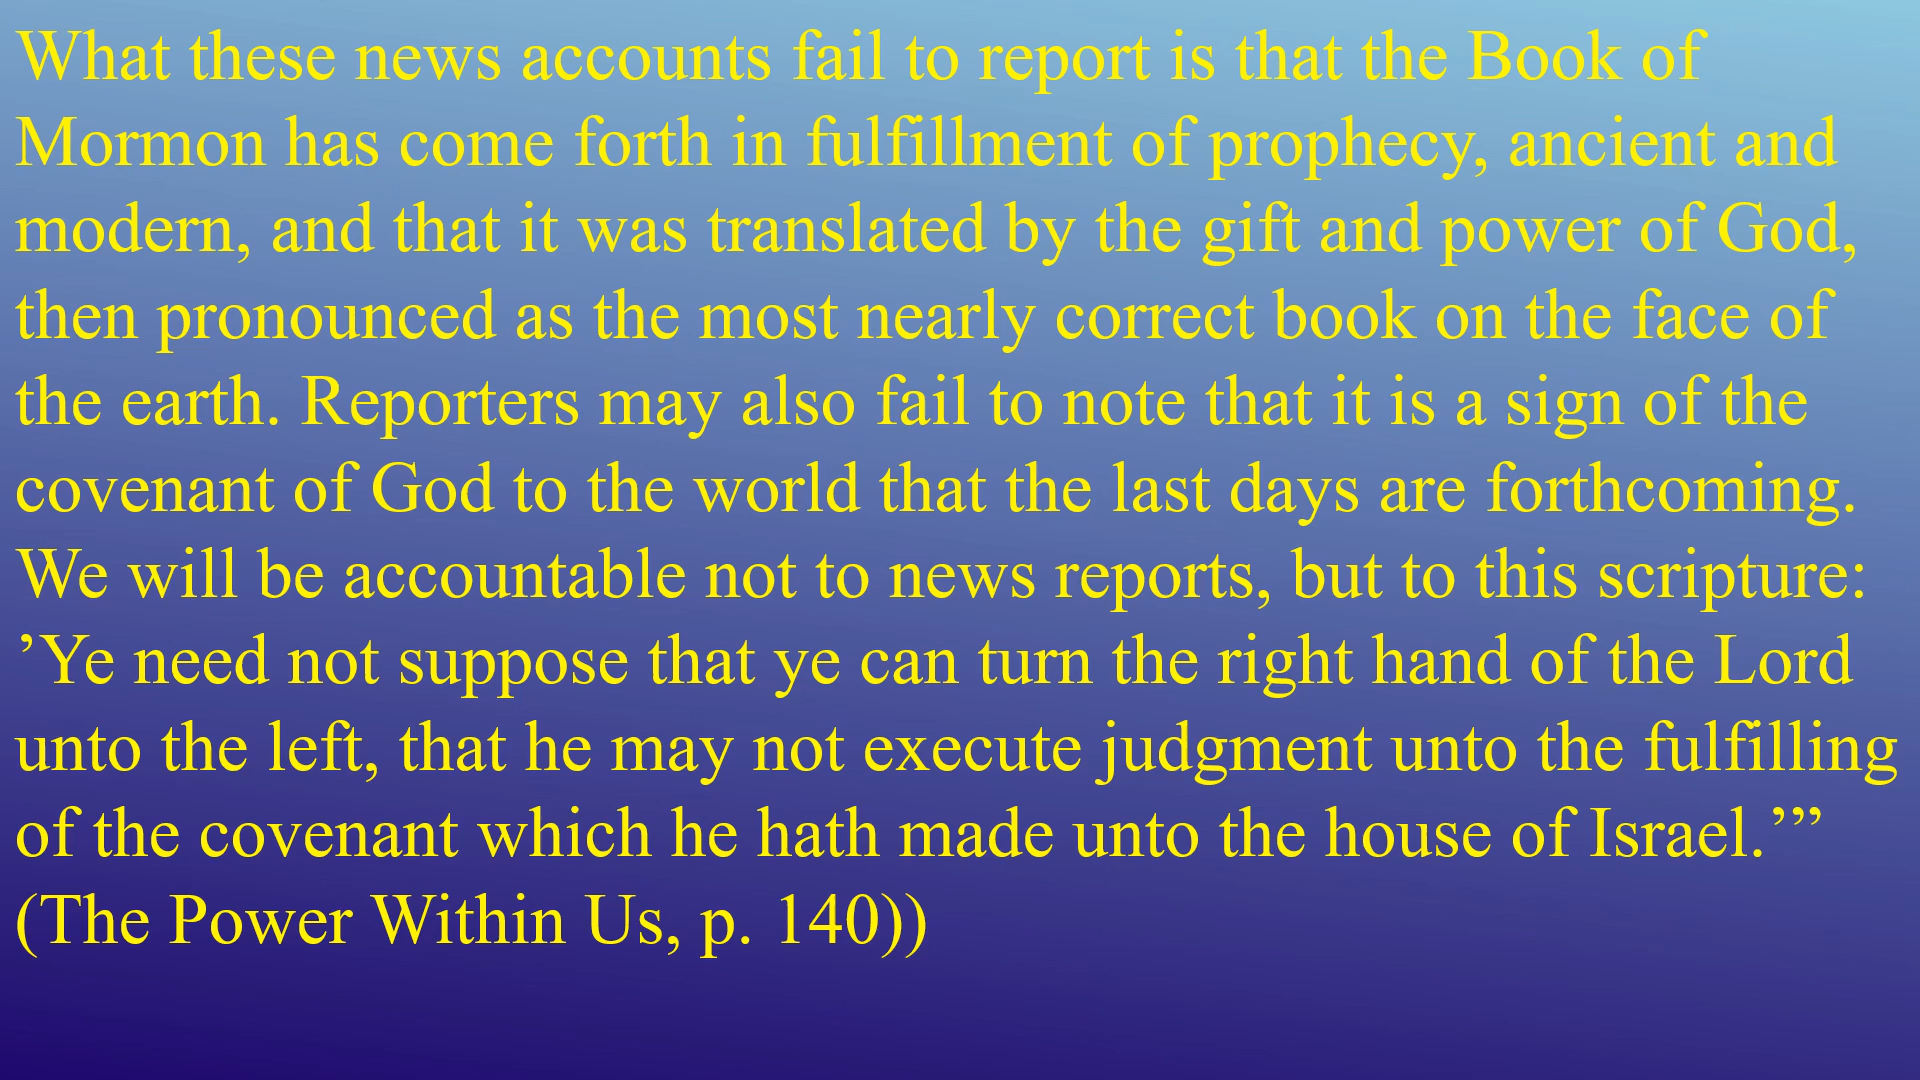 What these news accounts fail to report is that the Book of
Mormon has come forth in fulfillment of prophecy, ancient and
modern, and that it was translated by the gift and power of God,
then pronounced as the most nearly correct book on the face of
the earth. Reporters may also fail to note that it is a sign of the
covenant of God to the world that the last days are forthcoming.
We will be accountable not to news reports, but to this scripture:
’Ye need not suppose that ye can turn the right hand of the Lord
unto the left, that he may not execute judgment unto the fulfilling
of the covenant which he hath made unto the house of Israel.’”
(The Power Within Us, p. 140))